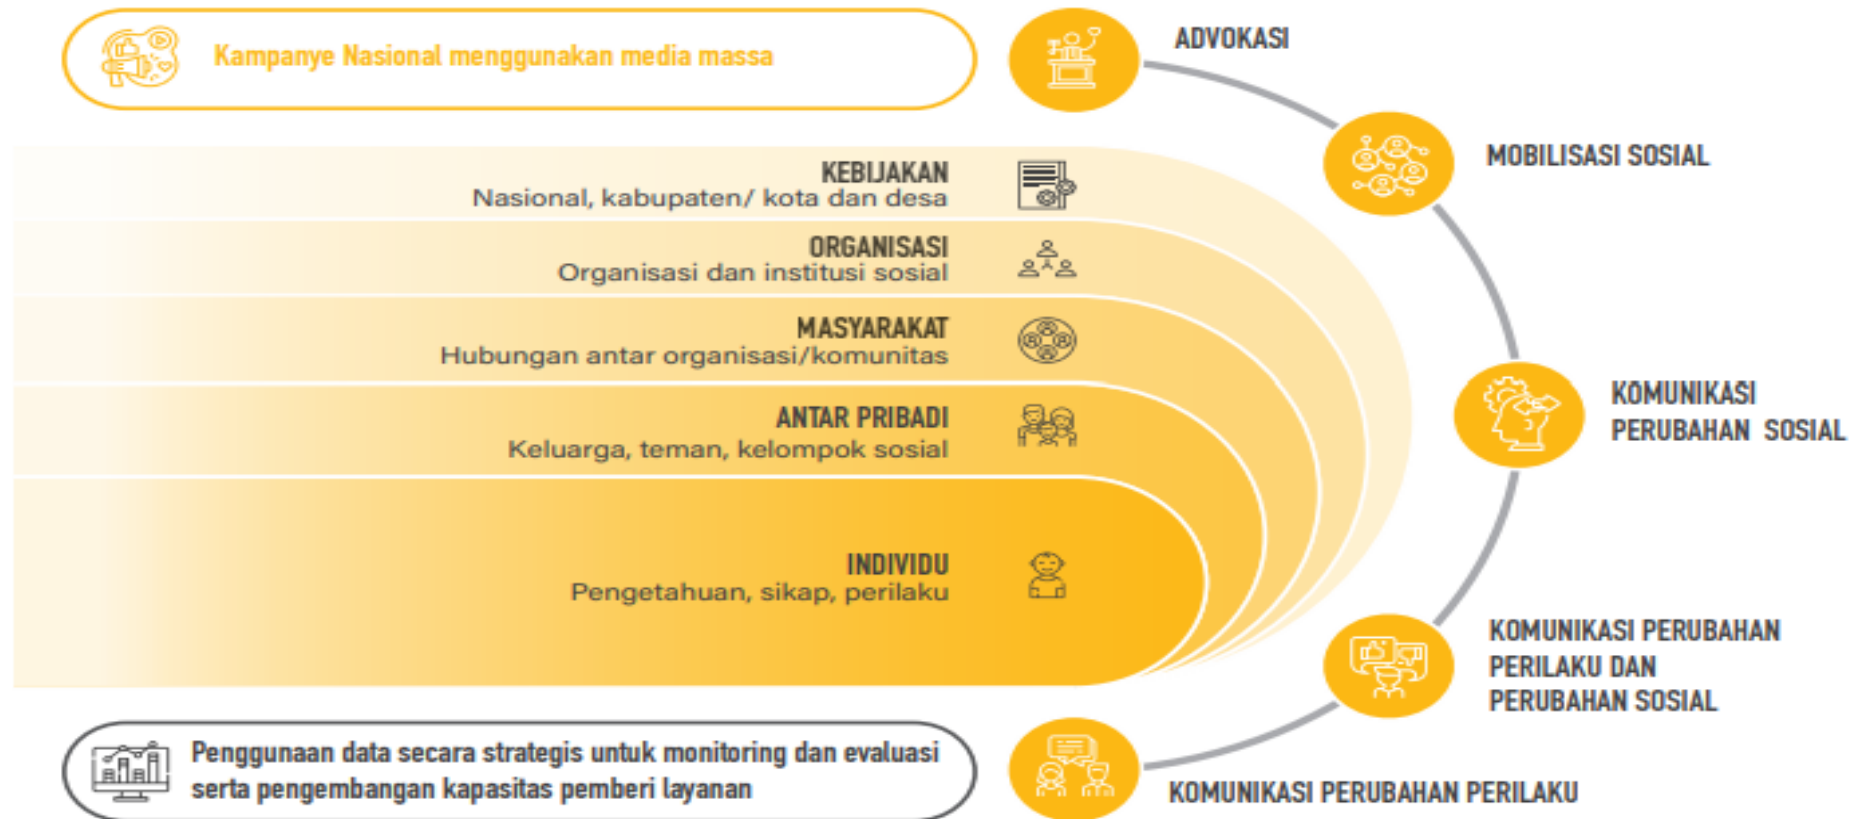 Kampanye Nasional menggunakan media massa
ADVOKASI
MOBILISASI SOSIAL
KEBIJAKAN
Nasional, kabupaten/ kota dan desa
ORGANISASI
Organisasi dan institusi sosial
MASYARAKAT
Hubungan antar organisasi/komunitas
KOMUNIKASI
PERUBAHAN SOSIAL
ANTAR PRIBADI
Keluarga, teman, kelompok sosial
INDIVIDU
Pengetahuan, sikap, perilaku
KOMUNIKASI PERUBAHAN
PERILAKU DAN
PERUBAHAN SOSIAL
Penggunaan data secara strategis untuk monitoring dan evaluasi
serta pengembangan kapasitas pemberi layanan
KOMUNIKASI PERUBAHAN PERILAKU